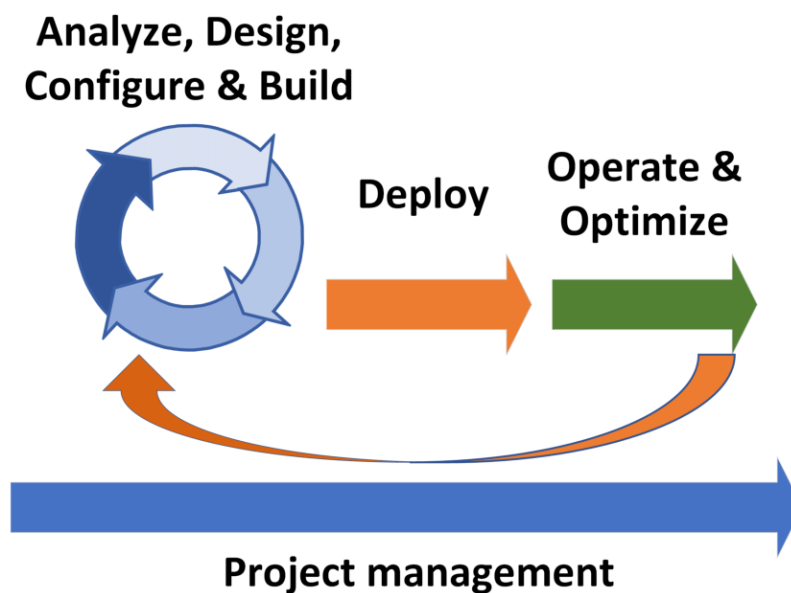 Analyze, Design,
Configure & Build
Deploy
Operate &
Optimize
Project management